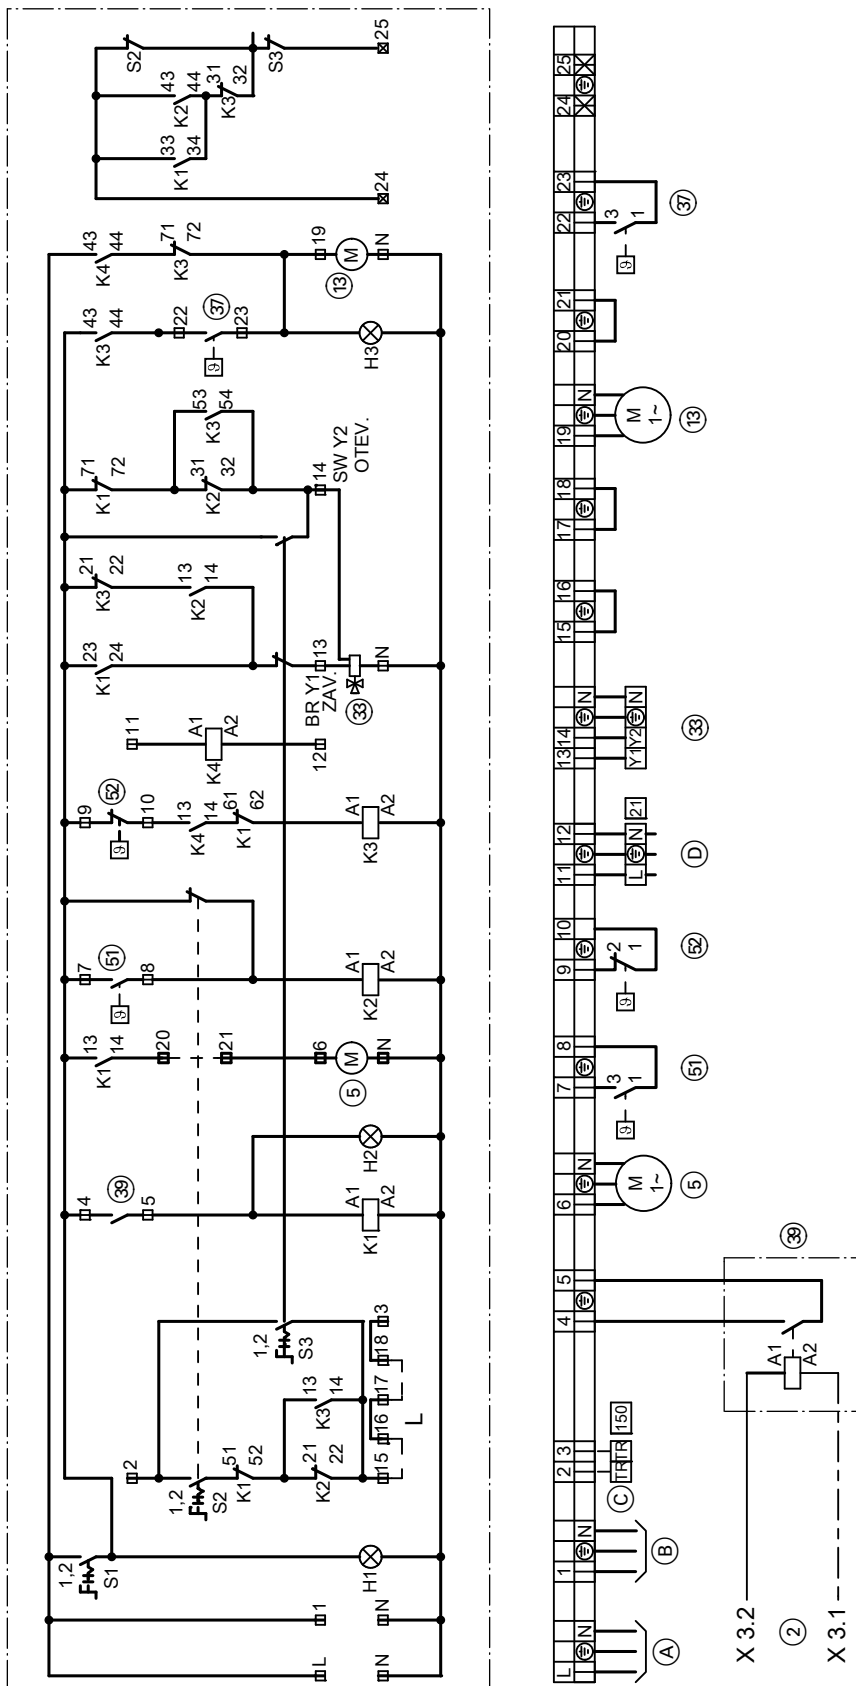 L
N
1
N
1,2
S1
H1
2
1,2
S2
K1
51
52
K2
21
22
K3
13
14
15
16
17
18
3
L
1,2
S3
4
39
5
K1
A1
A2
H2
K1
13
14
20
21
6
M
N
5
7
51
8
ϑ
K2
A1
A2
9
52
10
ϑ
K4
13
14
K1
61
62
K3
A1
A2
11
K4
A1
A2
12
K1
23
24
BR Y1
ZAV.
13
33
N
K3
21
22
K2
13
14
K1
71
72
K2
31
32
K3
53
54
14
SW Y2
OTEV.
K3
43
44
22
37
23
ϑ
H3
K4
43
44
K3
71
72
19
M
N
13
24
K1
33
34
K2
43
44
K3
31
32
S2
S3
25
L
N
1
N
2
3
4
5
6
N
7
8
9
10
11
12
13
14
N
15
16
17
18
19
N
20
21
22
23
24
25
A
B
C
TR
TR
150
X 3.2
2
X 3.1
A1
A2
39
M
1~
5
ϑ
3
1
51
ϑ
2
1
52
L
N
21
D
Y1
Y2
N
33
M
1~
13
ϑ
3
1
37